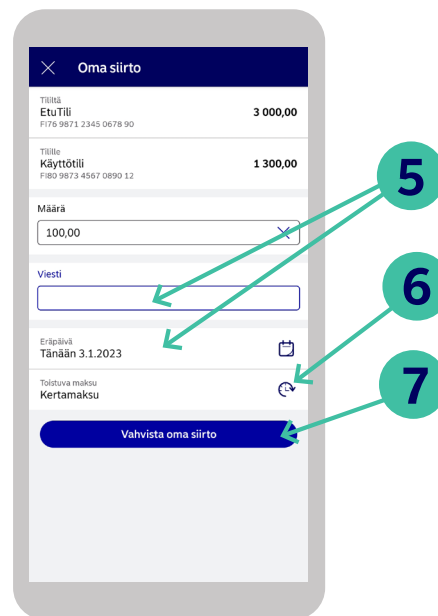 Oma siirto
Tililtä
EtuTili 3 000,00
FI76 9871 2345 0678 90
Tilille
Käyttötili 1 300,00
FI80 9873 4567 0890 12
5
Määrä
100,00
Viesti
6
Eräpäivä
Tänään 3.1.2023
Toistuva maksu
Kertamaksu
7
Vahvista oma siirto